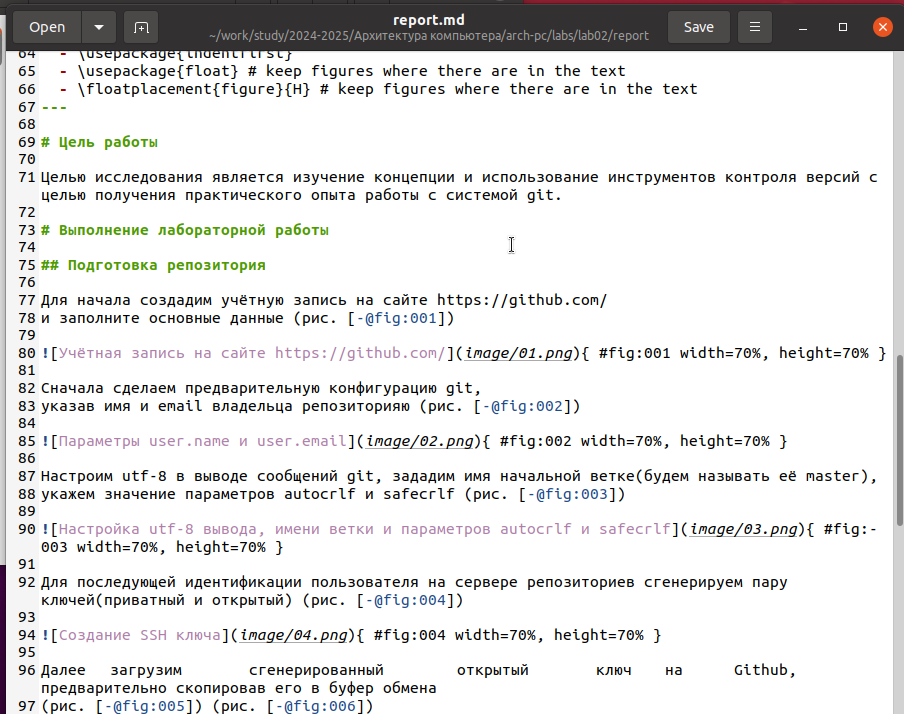 Open
report.md
~/work/study/2024-2025/Архитектура компьютера/arch-pc/labs/lab02/report
Save
64 - \usepackage{indentfirst}
65 - \usepackage{float} # keep figures where there are in the text
66 - \floatplacement{figure}{H} # keep figures where there are in the text
67 ---
68
69 # Цель работы
70
71 Целью исследования является изучение концепции и использование инструментов контроля версий с
целью получения практического опыта работы с системой git.
72
73 # Выполнение лабораторной работы
74
75 ## Подготовка репозитория
76
77 Для начала создадим учётную запись на сайте https://github.com/
78 и заполните основные данные (рис. [-@fig:001])
79
80 ![Учётная запись на сайте https://github.com/](image/01.png){ #fig:001 width=70%, height=70% }
81
82 Сначала сделаем предварительную конфигурацию git,
83 указав имя и email владельца репозиторияю (рис. [-@fig:002])
84
85 ![Параметры user.name и user.email](image/02.png){ #fig:002 width=70%, height=70% }
86
87 Настроим utf-8 в выводе сообщений git, зададим имя начальной ветке(будем называть её master),
88 укажем значение параметров autocrlf и safecrlf (рис. [-@fig:003])
89
90 ![Настройка utf-8 вывода, имени ветки и параметров autocrlf и safecrlf](image/03.png){ #fig:-
003 width=70%, height=70% }
91
92 Для последующей идентификации пользователя на сервере репозиториев сгенерируем пару
ключей(приватный и открытый) (рис. [-@fig:004])
93
94 ![Создание SSH ключа](image/04.png){ #fig:004 width=70%, height=70% }
95
96 Далее загрузим сгенерированный открытый ключ на Github,
предварительно скопировав его в буфер обмена
97 (рис. [-@fig:005]) (рис. [-@fig:006])